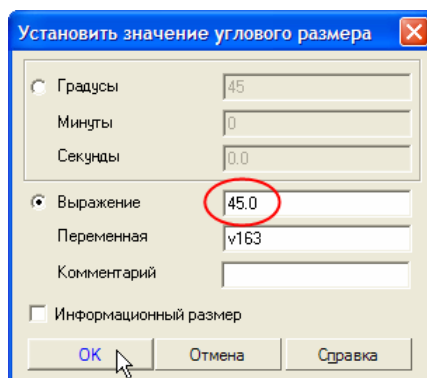 Установить значение углового размера
Градусы 45
Минуты 0
Секунды 0.0
Выражение 45.0
Переменная v163
Комментарий
Информационный размер
OK Отмена Справка